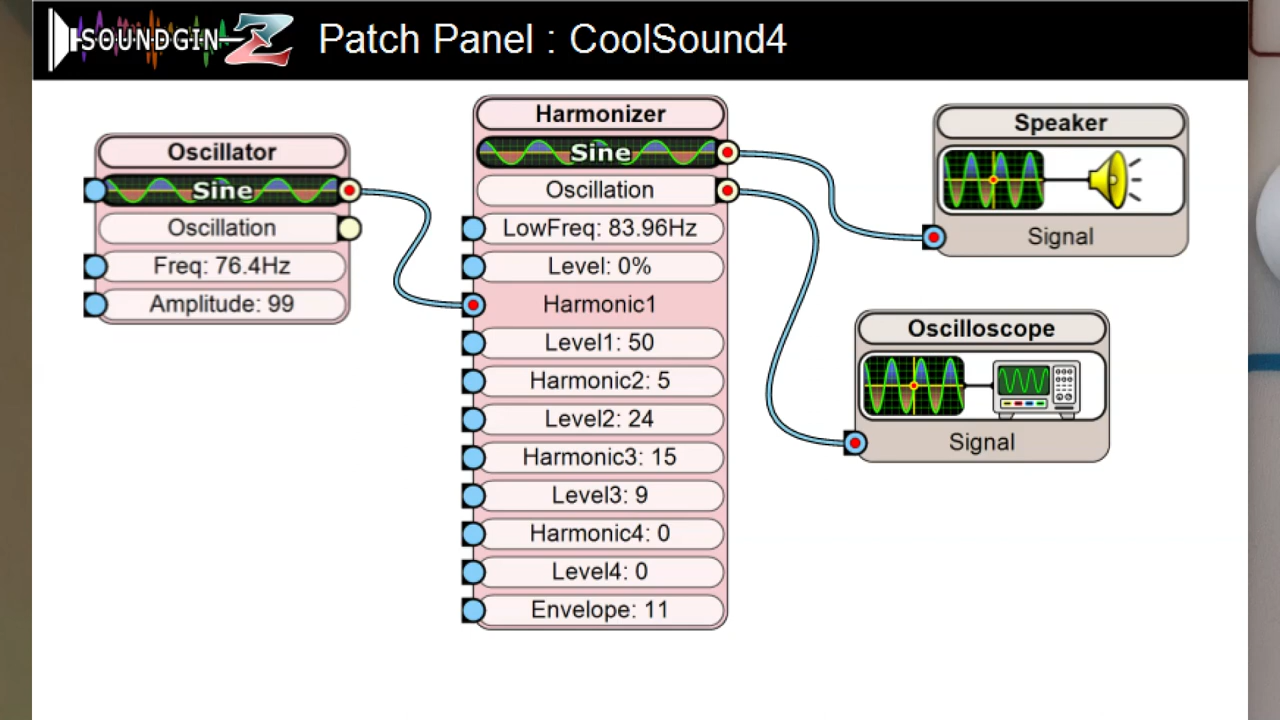 SOUNDGIN Z
Patch Panel : CoolSound4
Oscillator
Sine
Oscillation
Freq: 76.4Hz
Amplitude: 99
Harmonizer
Sine
Oscillation
LowFreq: 83.96Hz
Level: 0%
Harmonic1
Level1: 50
Harmonic2: 5
Level2: 24
Harmonic3: 15
Level3: 9
Harmonic4: 0
Level4: 0
Envelope: 11
Speaker
Signal
Oscilloscope
Signal